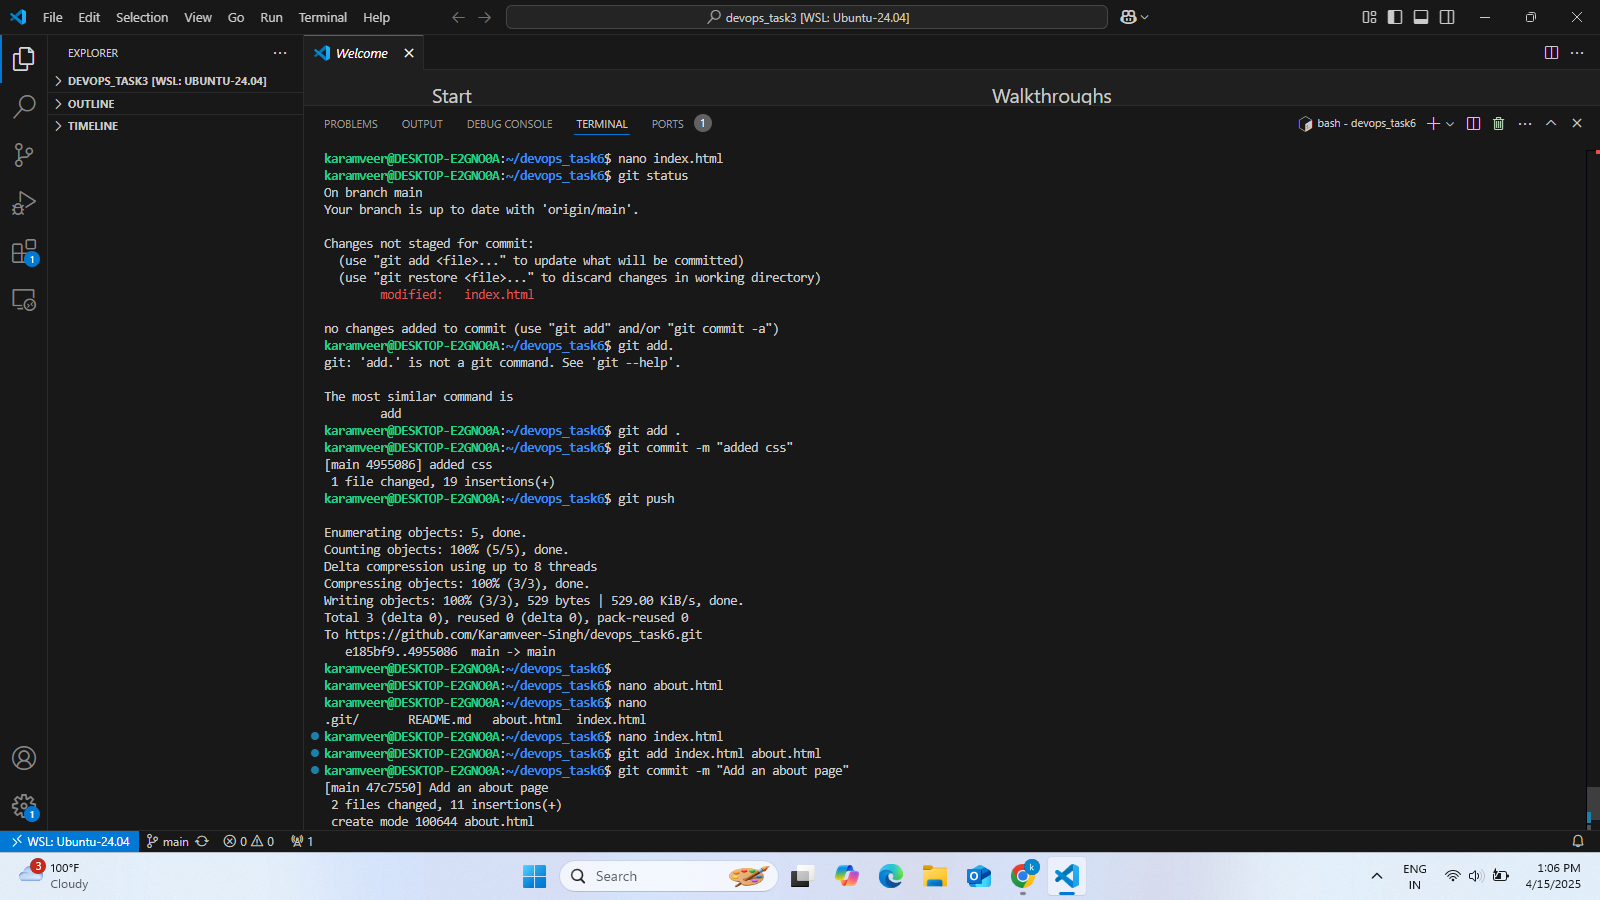 File Edit Selection View Go Run Terminal Help
devops_task3 [WSL: Ubuntu-24.04]
EXPLORER
DEVOPS_TASK3 [WSL: UBUNTU-24.04]
OUTLINE
TIMELINE
Welcome
Start
Walkthroughs
PROBLEMS OUTPUT DEBUG CONSOLE TERMINAL PORTS 1
bash - devops_task6
karamveer@DESKTOP-E2GNO0A:~/devops_task6$ nano index.html
karamveer@DESKTOP-E2GNO0A:~/devops_task6$ git status
On branch main
Your branch is up to date with 'origin/main'.
Changes not staged for commit:
(use "git add <file>..." to update what will be committed)
(use "git restore <file>..." to discard changes in working directory)
modified: index.html
no changes added to commit (use "git add" and/or "git commit -a")
karamveer@DESKTOP-E2GNO0A:~/devops_task6$ git add.
git: 'add.' is not a git command. See 'git --help'.
The most similar command is
add
karamveer@DESKTOP-E2GNO0A:~/devops_task6$ git add .
karamveer@DESKTOP-E2GNO0A:~/devops_task6$ git commit -m "added css"
[main 4955086] added css
1 file changed, 19 insertions(+)
karamveer@DESKTOP-E2GNO0A:~/devops_task6$ git push
Enumerating objects: 5, done.
Counting objects: 100% (5/5), done.
Delta compression using up to 8 threads
Compressing objects: 100% (3/3), done.
Writing objects: 100% (3/3), 529 bytes | 529.00 KiB/s, done.
Total 3 (delta 0), reused 0 (delta 0), pack-reused 0
To https://github.com/Karamveer-Singh/devops_task6.git
e185bf9..4955086 main -> main
karamveer@DESKTOP-E2GNO0A:~/devops_task6$
karamveer@DESKTOP-E2GNO0A:~/devops_task6$ nano about.html
karamveer@DESKTOP-E2GNO0A:~/devops_task6$ nano
.git/ README.md about.html index.html
karamveer@DESKTOP-E2GNO0A:~/devops_task6$ nano index.html
karamveer@DESKTOP-E2GNO0A:~/devops_task6$ git add index.html about.html
karamveer@DESKTOP-E2GNO0A:~/devops_task6$ git commit -m "Add an about page"
[main 47c7550] Add an about page
2 files changed, 11 insertions(+)
create mode 100644 about.html
1
1
WSL: Ubuntu-24.04 main 0 0 1
3
100°F
Cloudy
Search
k
ENG
IN
1:06 PM
4/15/2025